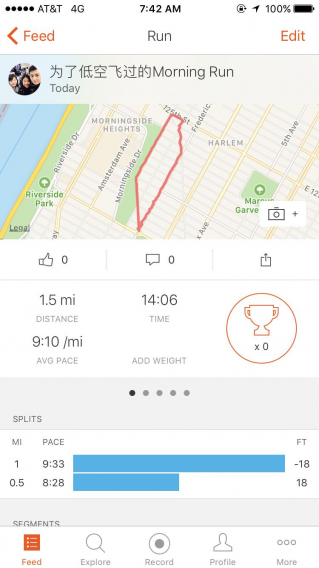 AT&T 4G 7:42 AM 100%
Feed Run Edit
为了低空飞过的Morning Run
Today
125th St
MORNINGSIDE
HEIGHTS
HARLEM
5th Ave
Riverside Dr
Amsterdam Ave
Morningside Dr
Riverside
Park
Marcus
Garve
E 12
x Ave
Legal
+
0 0
1.5 mi 14:06
DISTANCE TIME
9:10 /mi
AVG PACE ADD WEIGHT
x 0
SPLITS
MI PACE FT
1 9:33 -18
0.5 8:28 18
SEGMENTS
Feed Explore Record Profile More